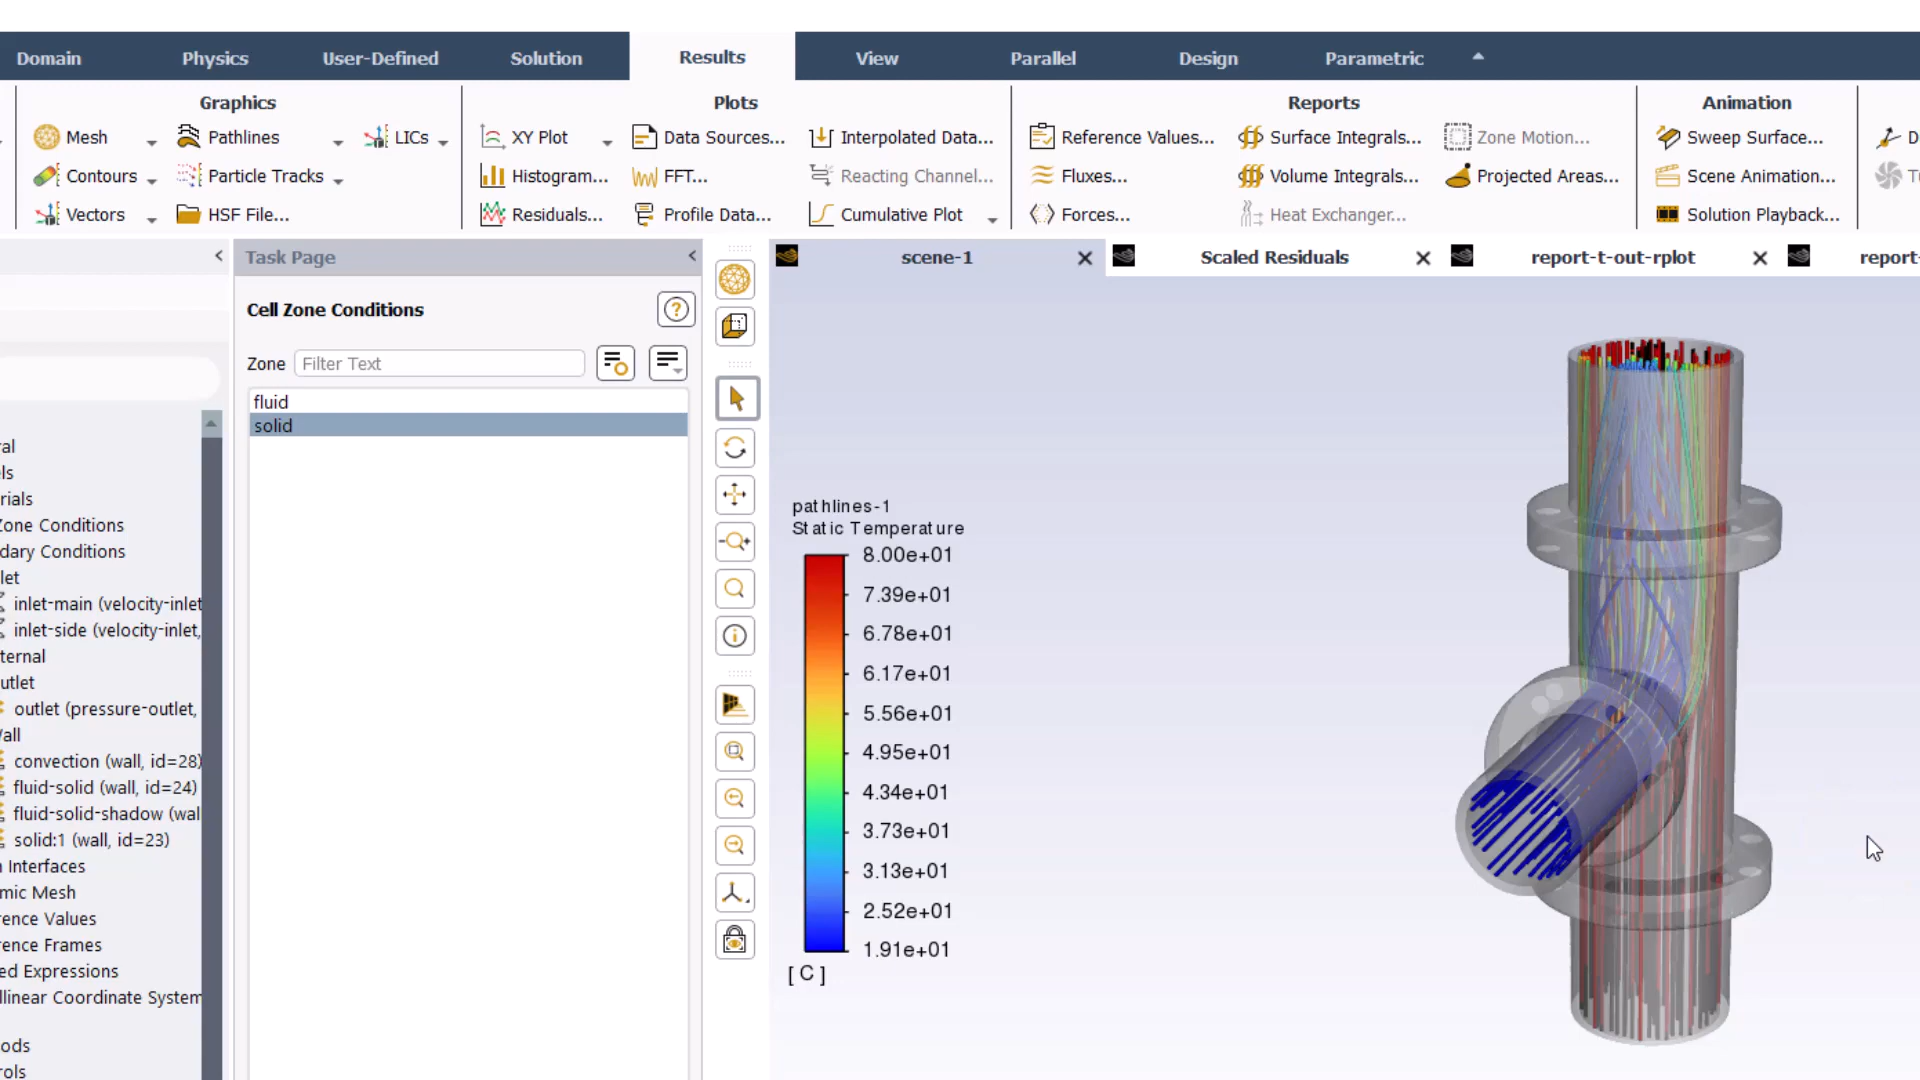 Domain
Physics
User-Defined
Solution
Results
View
Parallel
Design
Parametric
Graphics
Mesh
Pathlines
LICs
Contours
Particle Tracks
Vectors
HSF File...
Plots
XY Plot
Data Sources...
Interpolated Data...
Histogram...
FFT...
Reacting Channel...
Residuals...
Profile Data...
Cumulative Plot
Reports
Reference Values...
Surface Integrals...
Zone Motion...
Fluxes...
Volume Integrals...
Projected Areas...
Forces...
Heat Exchanger...
Animation
Sweep Surface...
Scene Animation...
Solution Playback...
D
ral
ls
rials
Zone Conditions
dary Conditions
let
inlet-main (velocity-inlet
inlet-side (velocity-inlet,
ternal
utlet
outlet (pressure-outlet,
all
convection (wall, id=28)
fluid-solid (wall, id=24)
fluid-solid-shadow (wal
solid:1 (wall, id=23)
Interfaces
mic Mesh
rence Values
rence Frames
ed Expressions
llinear Coordinate System
ods
rols
Task Page
Cell Zone Conditions
Zone
Filter Text
fluid
solid
scene-1
Scaled Residuals
report-t-out-rplot
report-
pathlines-1
Static Temperature
8.00e+01
7.39e+01
6.78e+01
6.17e+01
5.56e+01
4.95e+01
4.34e+01
3.73e+01
3.13e+01
2.52e+01
1.91e+01
[ C ]